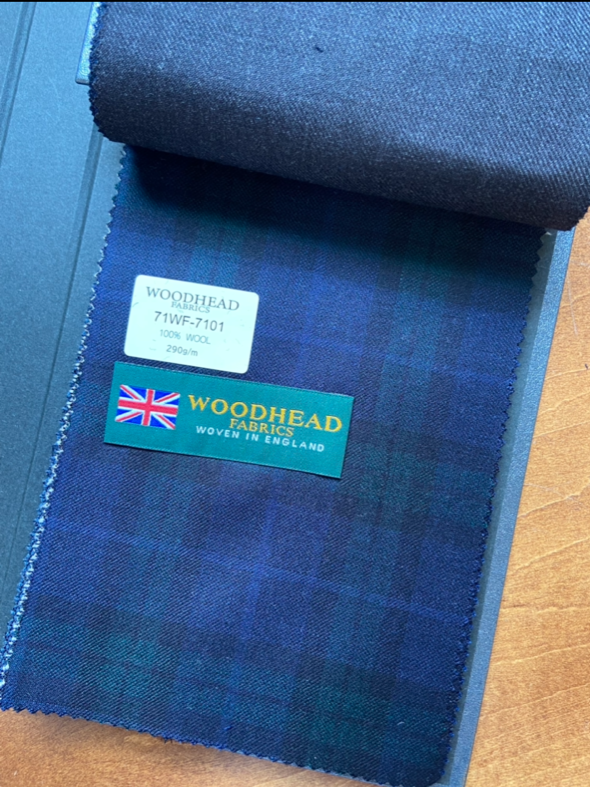 WOODHEAD
FABRICS
71WF-7101
100% WOOL
290g/m
WOODHEAD
FABRICS
WOVEN IN ENGLAND